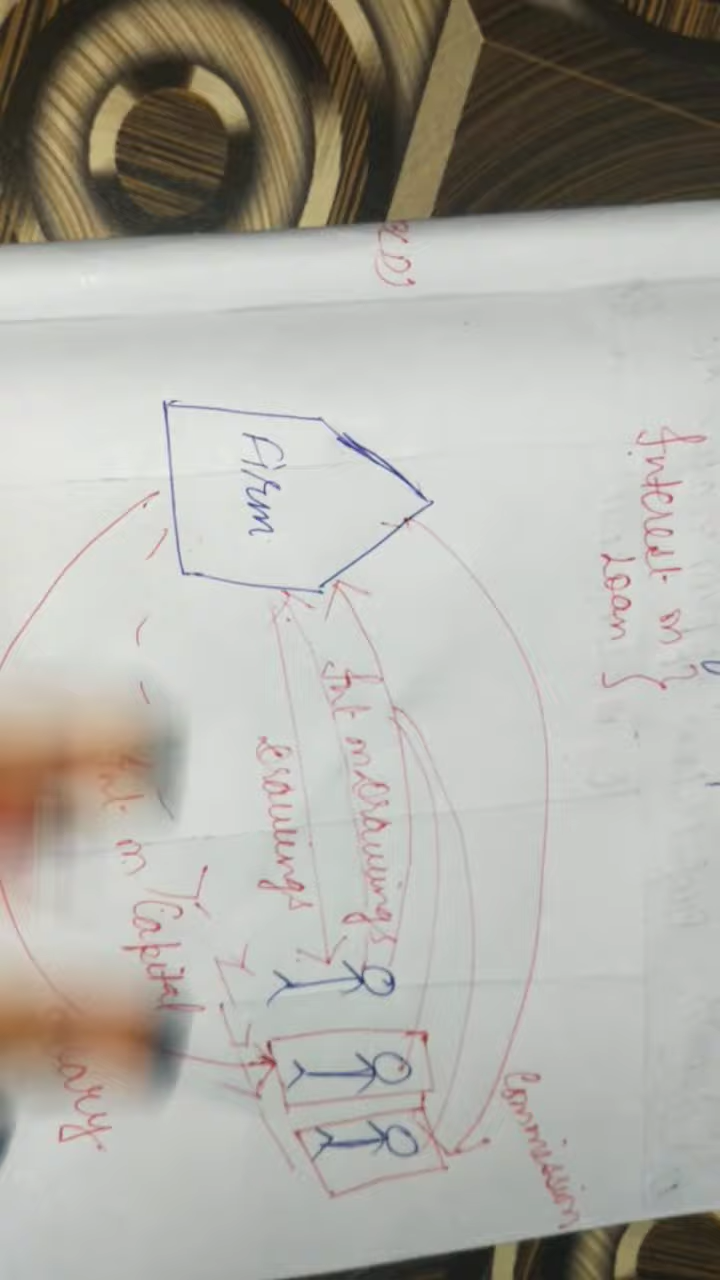 Interest on
Loan
Commission
Int on Drawings
Drawings
Firm
Int. on
Capital